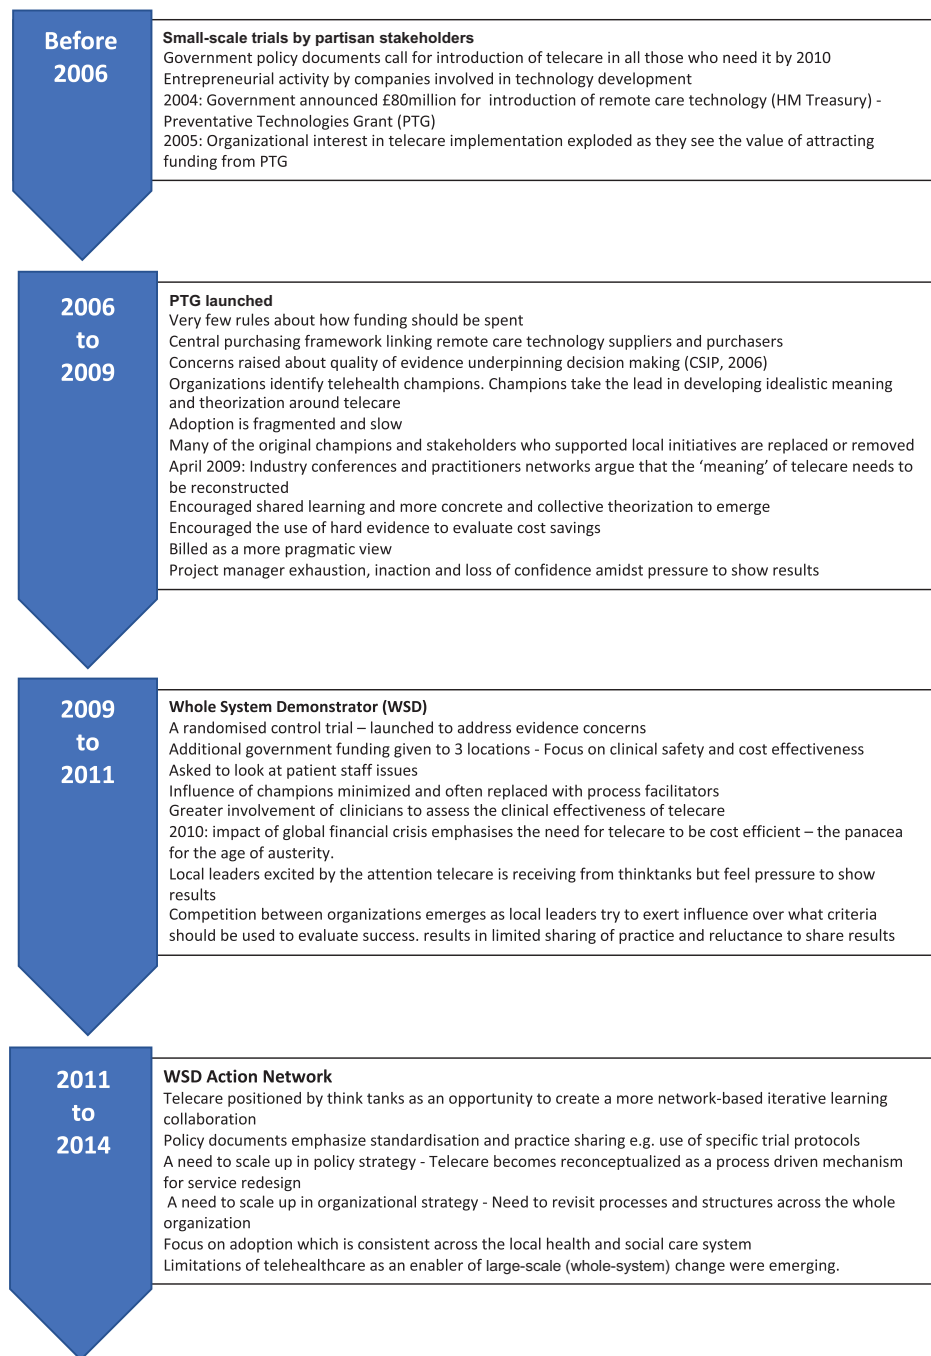 Before
2006
Small-scale trials by partisan stakeholders
Government policy documents call for introduction of telecare in all those who need it by 2010
Entrepreneurial activity by companies involved in technology development
2004: Government announced £80million for introduction of remote care technology (HM Treasury) -
Preventative Technologies Grant (PTG)
2005: Organizational interest in telecare implementation exploded as they see the value of attracting
funding from PTG
2006
to
2009
PTG launched
Very few rules about how funding should be spent
Central purchasing framework linking remote care technology suppliers and purchasers
Concerns raised about quality of evidence underpinning decision making (CSIP, 2006)
Organizations identify telehealth champions. Champions take the lead in developing idealistic meaning
and theorization around telecare
Adoption is fragmented and slow
Many of the original champions and stakeholders who supported local initiatives are replaced or removed
April 2009: Industry conferences and practitioners networks argue that the ‘meaning’ of telecare needs to
be reconstructed
Encouraged shared learning and more concrete and collective theorization to emerge
Encouraged the use of hard evidence to evaluate cost savings
Billed as a more pragmatic view
Project manager exhaustion, inaction and loss of confidence amidst pressure to show results
2009
to
2011
Whole System Demonstrator (WSD)
A randomised control trial – launched to address evidence concerns
Additional government funding given to 3 locations - Focus on clinical safety and cost effectiveness
Asked to look at patient staff issues
Influence of champions minimized and often replaced with process facilitators
Greater involvement of clinicians to assess the clinical effectiveness of telecare
2010: impact of global financial crisis emphasises the need for telecare to be cost efficient – the panacea
for the age of austerity.
Local leaders excited by the attention telecare is receiving from thinktanks but feel pressure to show
results
Competition between organizations emerges as local leaders try to exert influence over what criteria
should be used to evaluate success. results in limited sharing of practice and reluctance to share results
2011
to
2014
WSD Action Network
Telecare positioned by think tanks as an opportunity to create a more network-based iterative learning
collaboration
Policy documents emphasize standardisation and practice sharing e.g. use of specific trial protocols
A need to scale up in policy strategy - Telecare becomes reconceptualized as a process driven mechanism
for service redesign
A need to scale up in organizational strategy - Need to revisit processes and structures across the whole
organization
Focus on adoption which is consistent across the local health and social care system
Limitations of telehealthcare as an enabler of large-scale (whole-system) change were emerging.